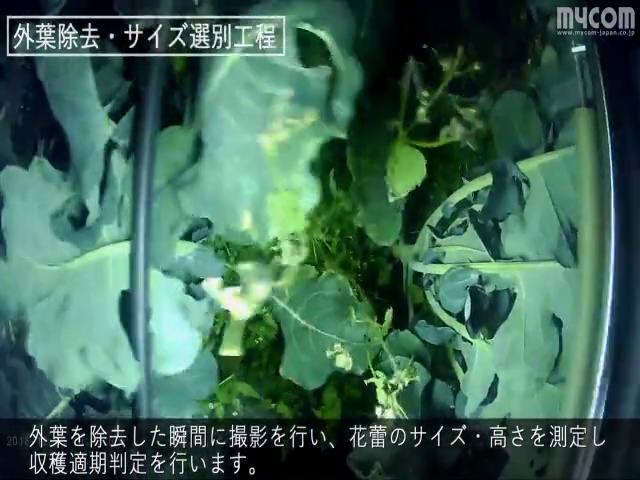 外葉除去・サイズ選別工程
mycom
www.mycom-japan.co.jp
外葉を除去した瞬間に撮影を行い、花蕾のサイズ・高さを測定し
収穫適期判定を行います。